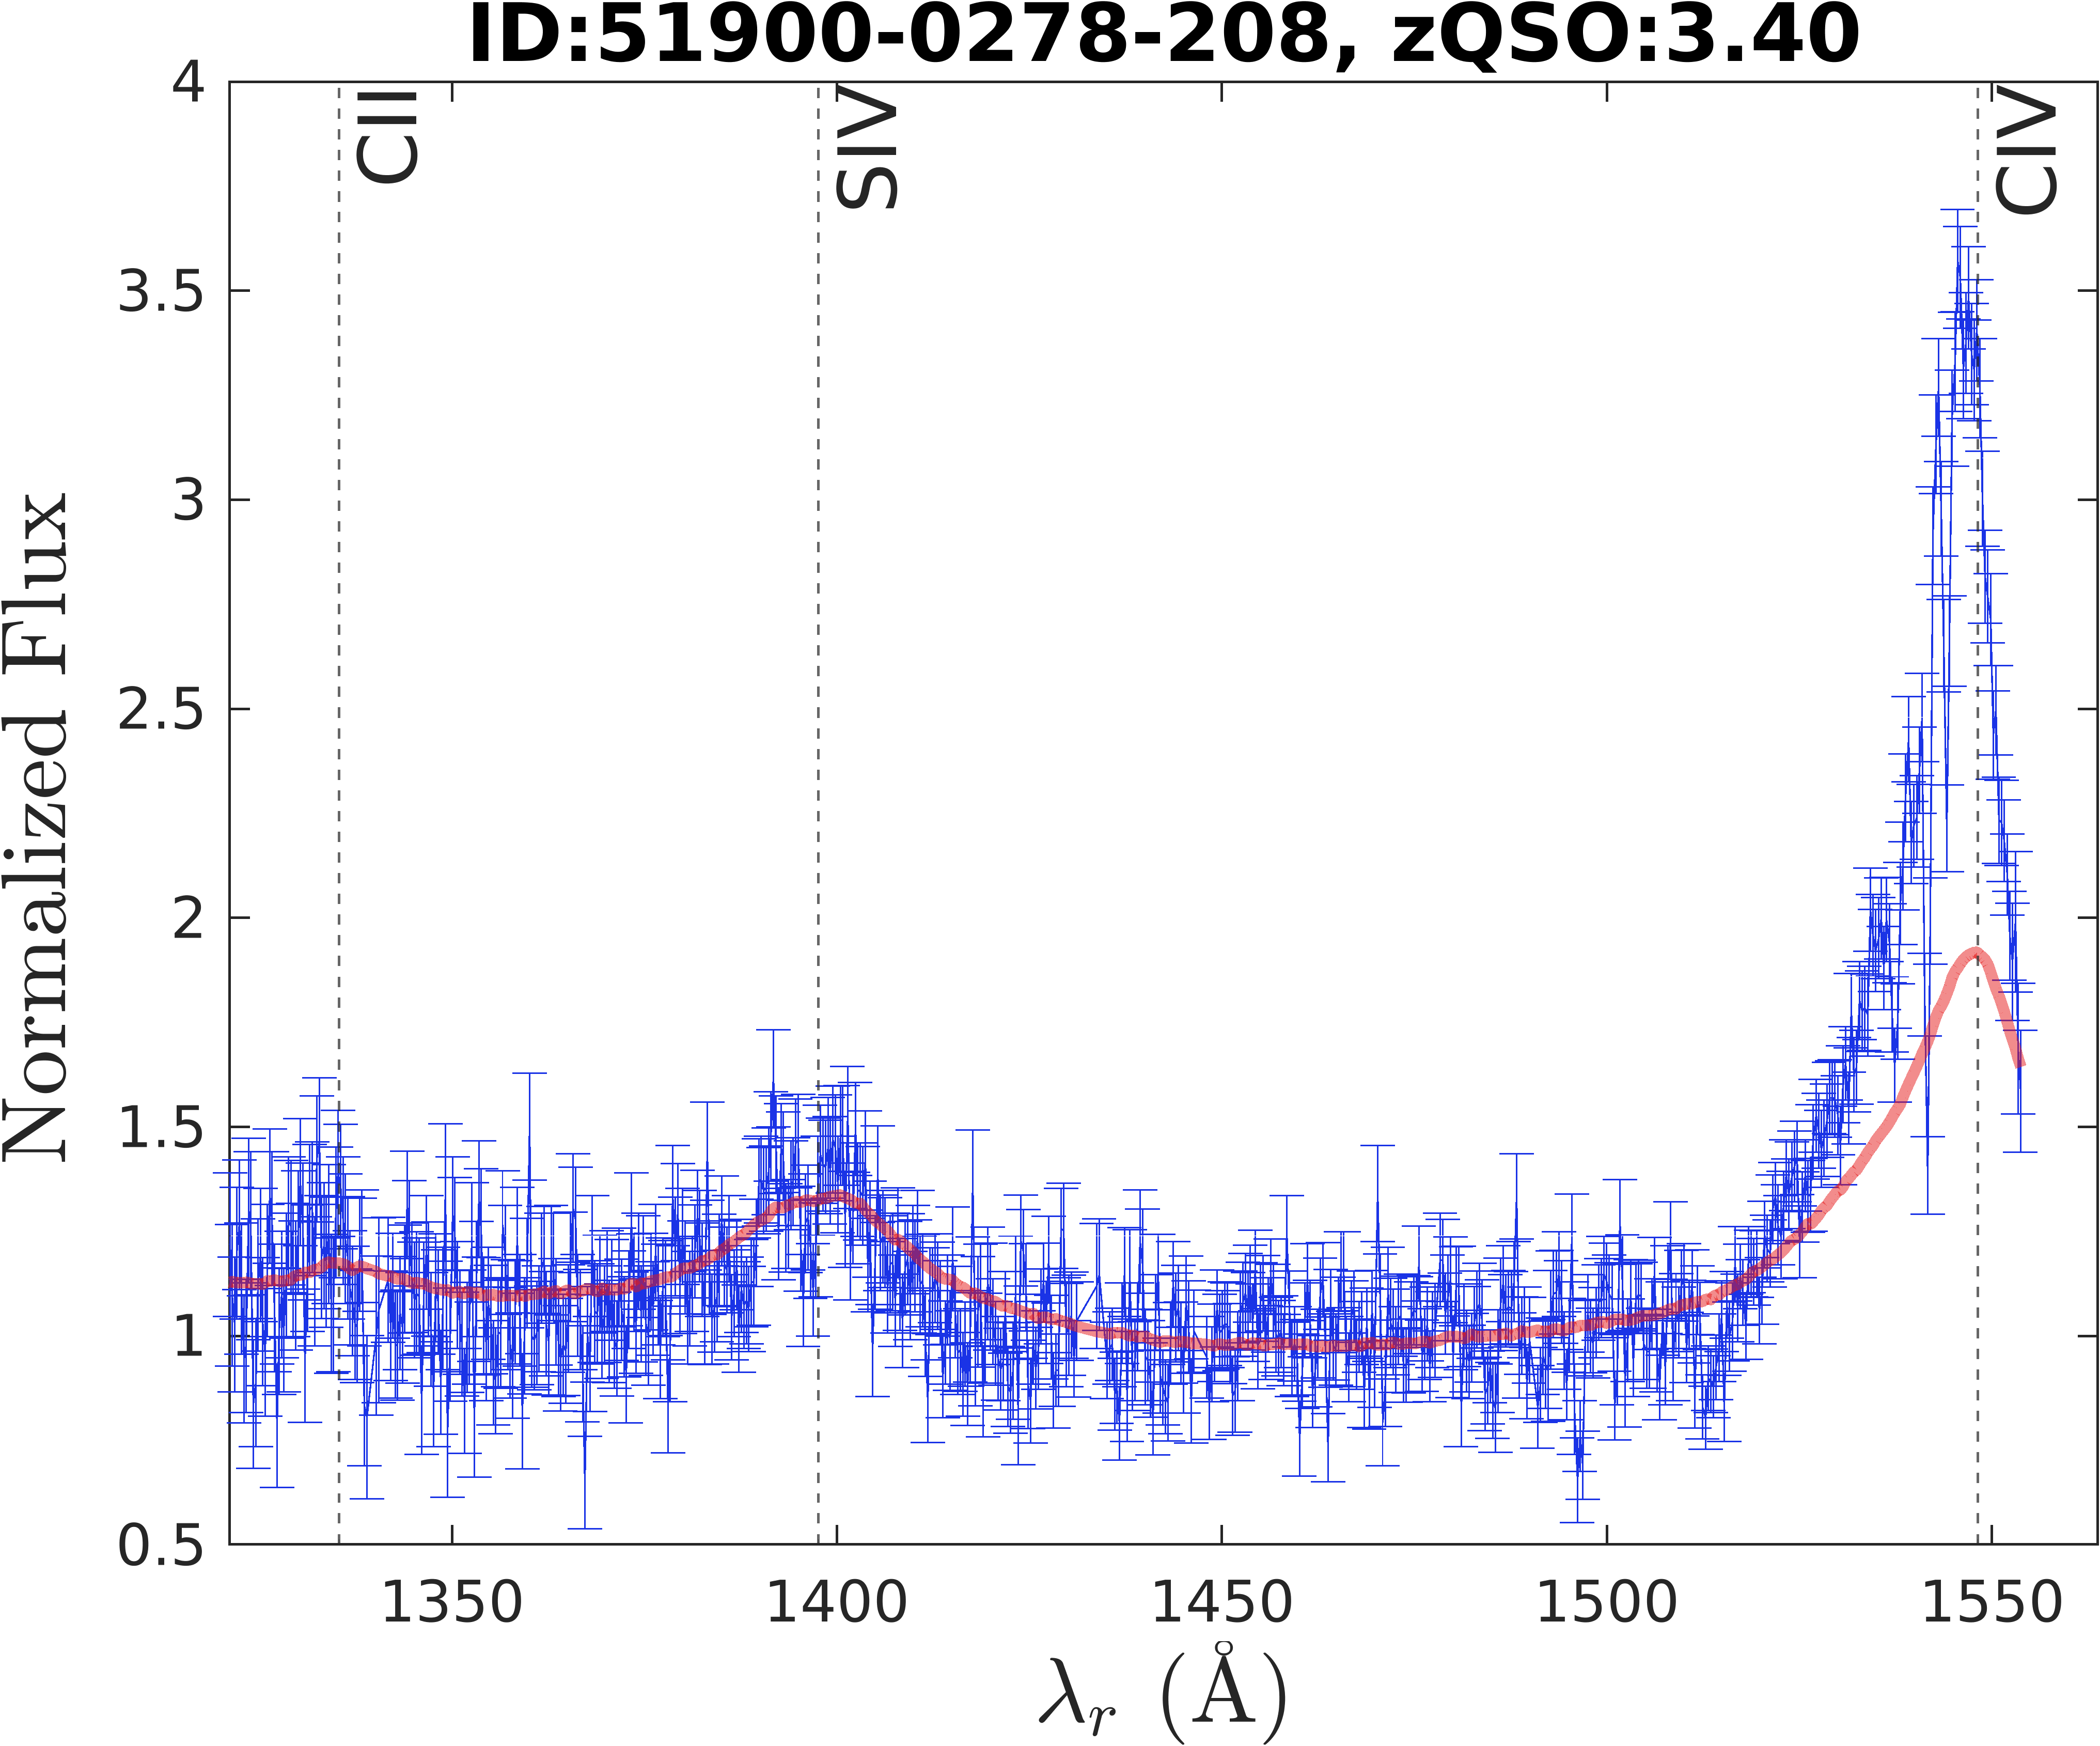 ID:51900-0278-208, zQSO:3.40
CII
SIV
CIV
4
3.5
3
2.5
2
1.5
1
0.5
Normalized Flux
1350
1400
1450
1500
1550
λr (Å)